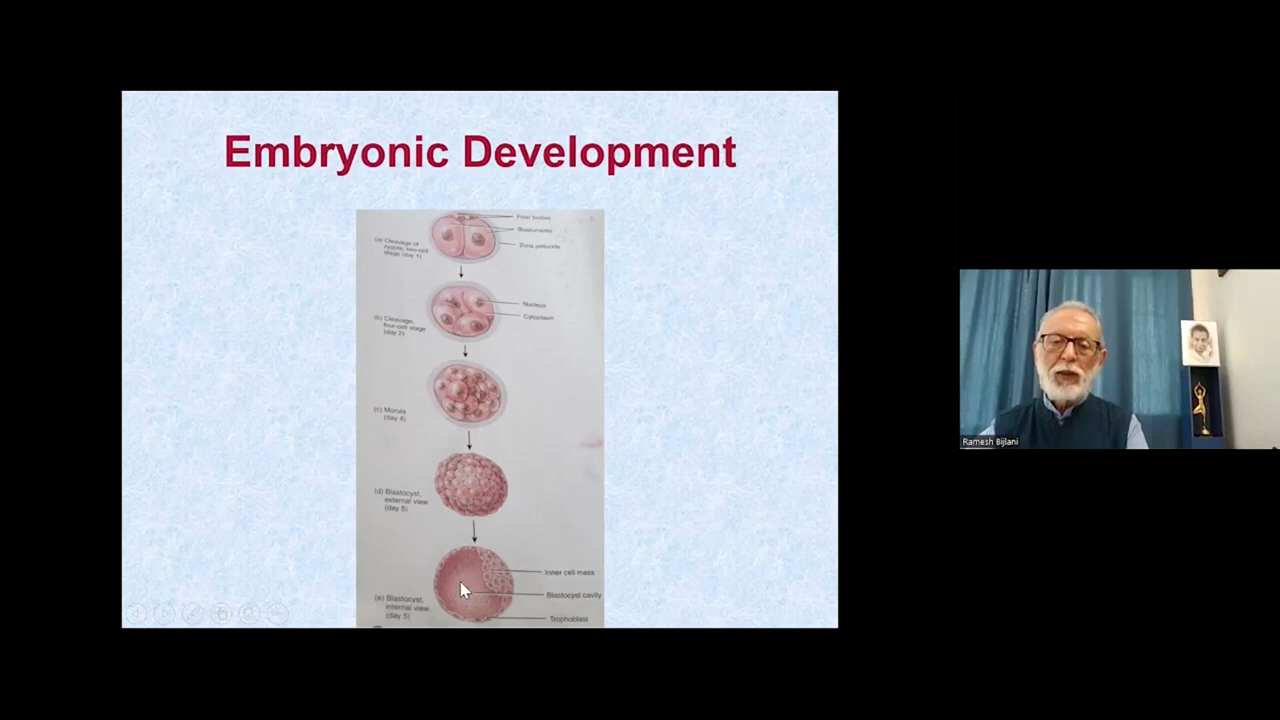 Embryonic Development
Polar bodies
Blastomeres
Zona pellucida
(a) Cleavage of
zygote, two-cell
stage (day 1)
Nucleus
Cytoplasm
(b) Cleavage,
four-cell stage
(day 2)
(c) Morula
(day 4)
(d) Blastocyst,
external view
(day 5)
Inner cell mass
Blastocyst cavity
(e) Blastocyst,
internal view
(day 5)
Trophoblast
Ramesh Bijlani